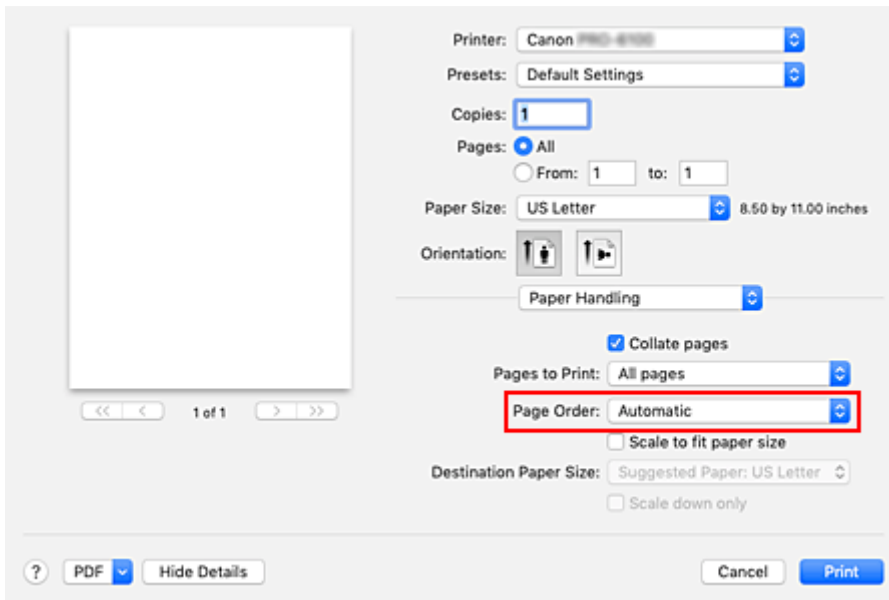 Printer: Canon
Presets: Default Settings
Copies: 1
Pages: All
From: 1 to: 1
Paper Size: US Letter 8.50 by 11.00 inches
Orientation:
Paper Handling
Collate pages
Pages to Print: All pages
Page Order: Automatic
Scale to fit paper size
Destination Paper Size: Suggested Paper: US Letter
Scale down only
<< < 1 of 1 > >>
? PDF Hide Details Cancel Print